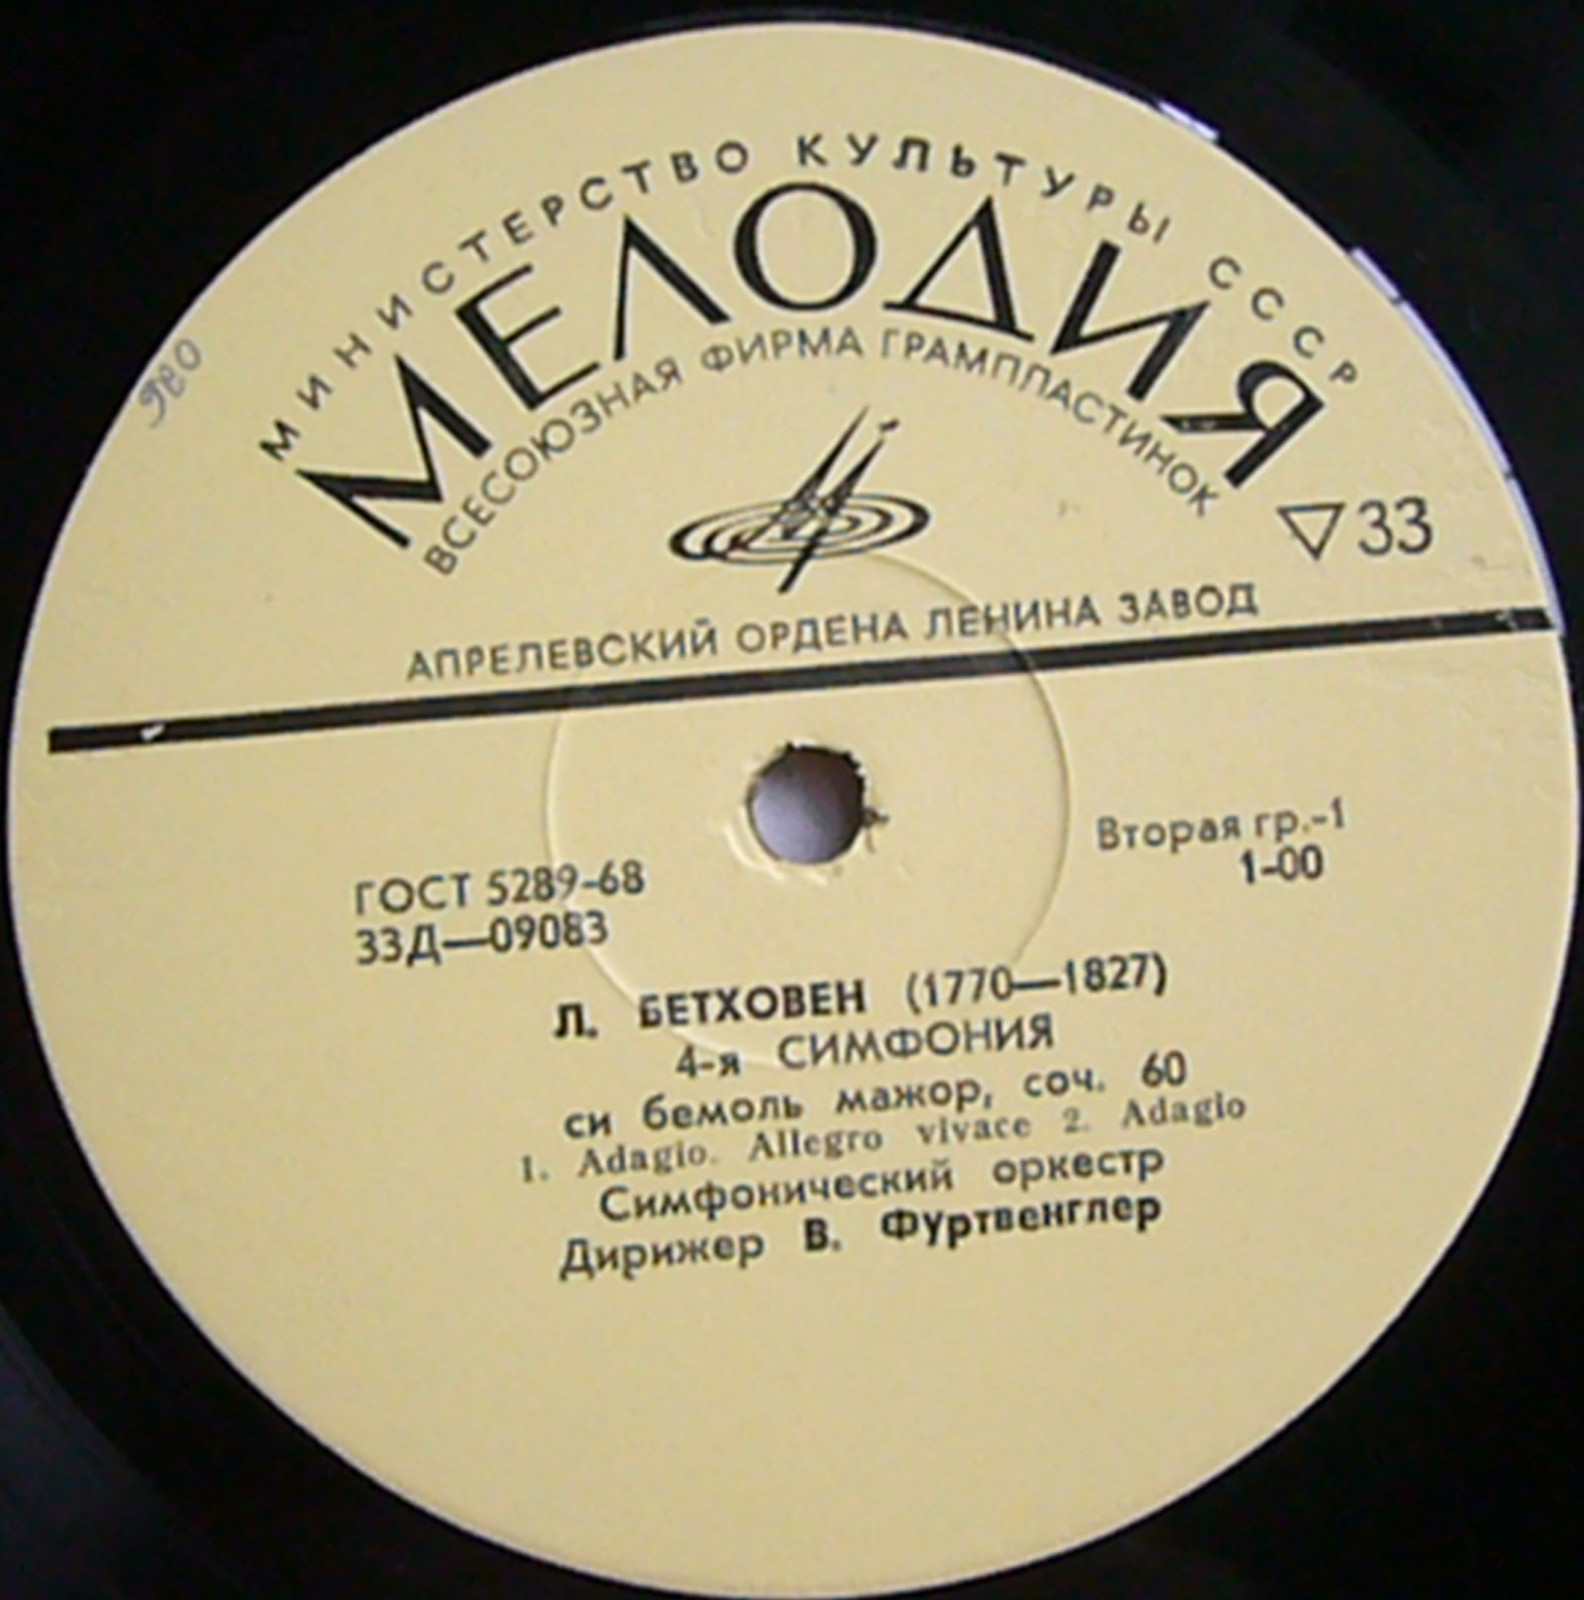 МИНИСТЕРСТВО КУЛЬТУРЫ СССР
МЕЛОДИЯ
ВСЕСОЮЗНАЯ ФИРМА ГРАМПЛАСТИНОК
▽33
АПРЕЛЕВСКИЙ ОРДЕНА ЛЕНИНА ЗАВОД
Вторая гр.-1
1-00
ГОСТ 5289-68
33Д—09083
Л. БЕТХОВЕН (1770—1827)
4-я СИМФОНИЯ
си бемоль мажор, соч. 60
1. Adagio. Allegro vivace 2. Adagio
Симфонический оркестр
Дирижер В. Фуртвенглер